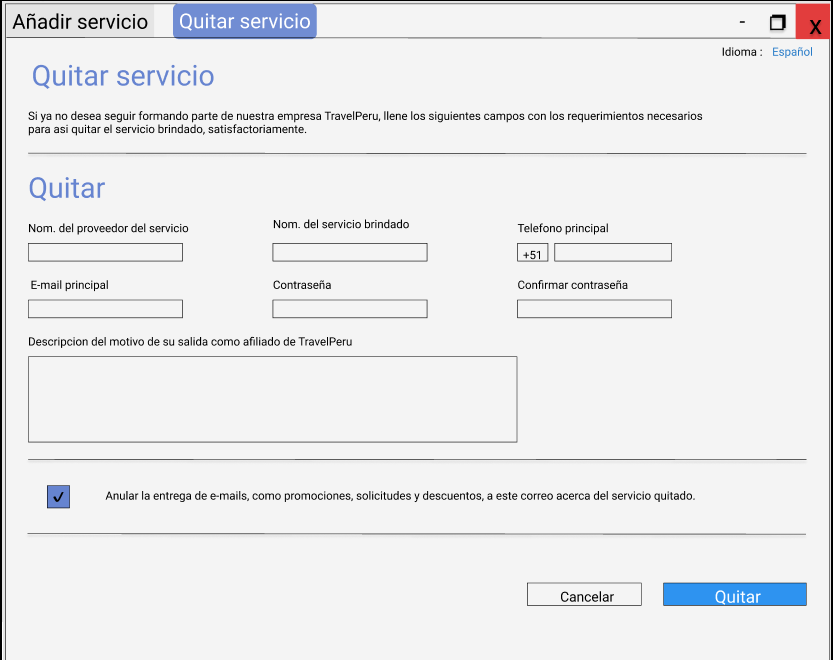 Añadir servicio
Quitar servicio
-
X
Idioma : Español
Quitar servicio
Si ya no desea seguir formando parte de nuestra empresa TravelPeru, llene los siguientes campos con los requerimientos necesarios
para asi quitar el servicio brindado, satisfactoriamente.
Quitar
Nom. del proveedor del servicio
Nom. del servicio brindado
Telefono principal
+51
E-mail principal
Contraseña
Confirmar contraseña
Descripcion del motivo de su salida como afiliado de TravelPeru
Anular la entrega de e-mails, como promociones, solicitudes y descuentos, a este correo acerca del servicio quitado.
Cancelar
Quitar